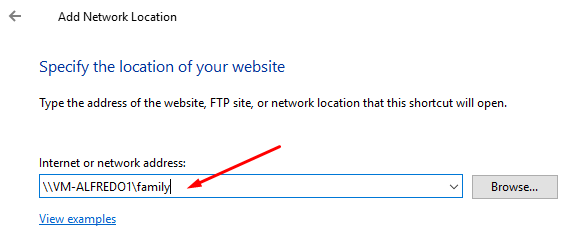 Add Network Location
Specify the location of your website
Type the address of the website, FTP site, or network location that this shortcut will open.
Internet or network address:
\\VM-ALFREDO1\family
Browse...
View examples